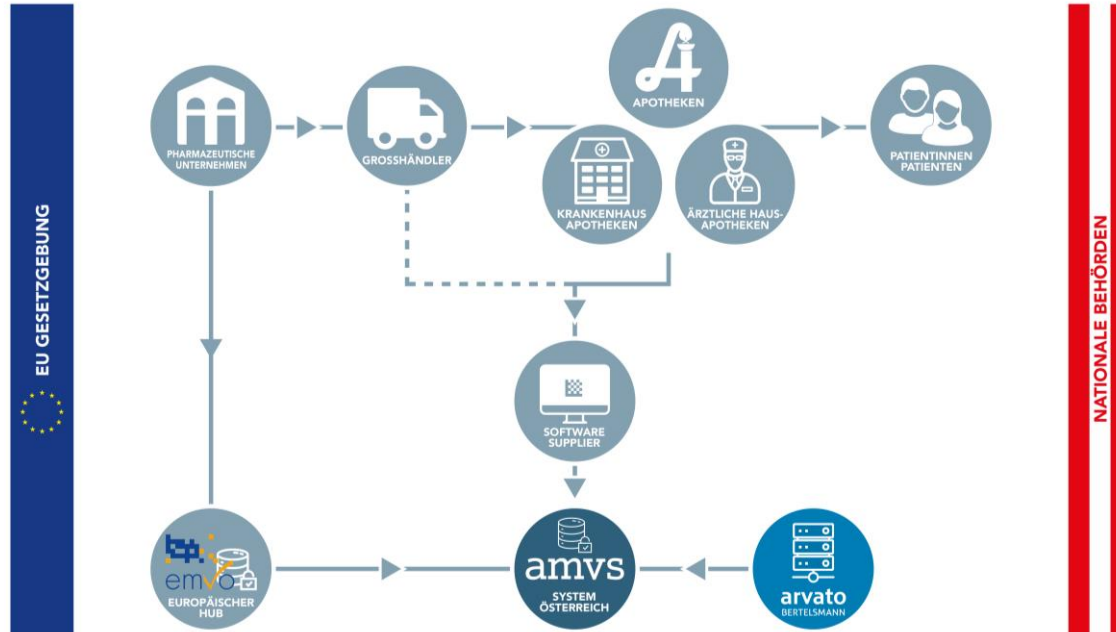 EU GESETZGEBUNG
PHARMAZEUTISCHE
UNTERNEHMEN
GROSSHÄNDLER
APOTHEKEN
KRANKENHAUS
APOTHEKEN
ÄRZTLICHE HAUS-
APOTHEKEN
PATIENTINNEN
PATIENTEN
SOFTWARE
SUPPLIER
emvo
EUROPÄISCHER
HUB
amvs
SYSTEM
ÖSTERREICH
arvato
BERTELSMANN
NATIONALE BEHÖRDEN